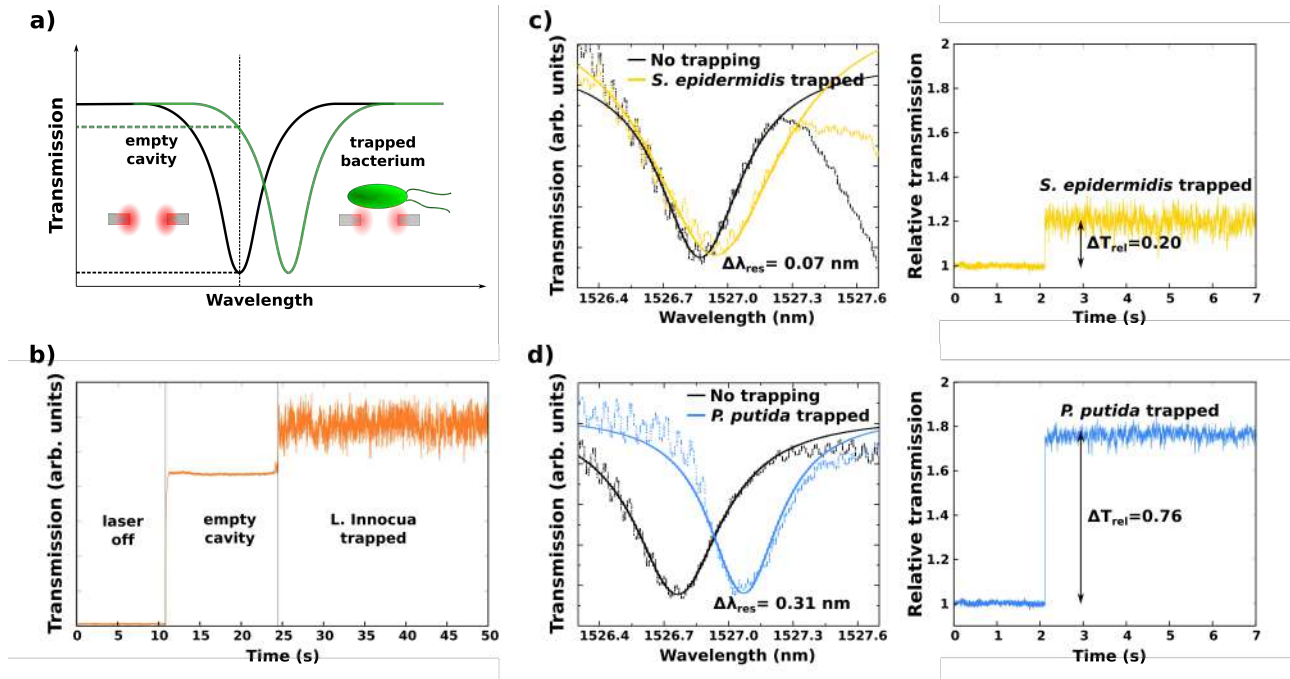 a)
Transmission
empty
cavity
trapped
bacterium
Wavelength
b)
Transmission (arb. units)
laser
off
empty
cavity
L. Innocua
trapped
0 5 10 15 20 25 30 35 40 45 50
Time (s)
c)
Transmission (arb. units)
No trapping
S. epidermidis trapped
Δλres = 0.07 nm
1526.4 1526.7 1527.0 1527.3 1527.6
Wavelength (nm)
Relative transmission
2
1.8
1.6
1.4
1.2
1
S. epidermidis trapped
ΔTrel=0.20
0 1 2 3 4 5 6 7
Time (s)
d)
Transmission (arb. units)
No trapping
P. putida trapped
Δλres= 0.31 nm
1526.4 1526.7 1527.0 1527.3 1527.6
Wavelength (nm)
Relative transmission
2
1.8
1.6
1.4
1.2
1
P. putida trapped
ΔTrel=0.76
0 1 2 3 4 5 6 7
Time (s)